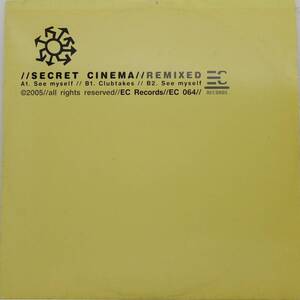 //SECRET CINEMA//REMIXED
A1. See myself // B1. Clubtakes // B2. See myself
©2005//all rights reserved//EC Records//EC 064//
EC
RECORDS